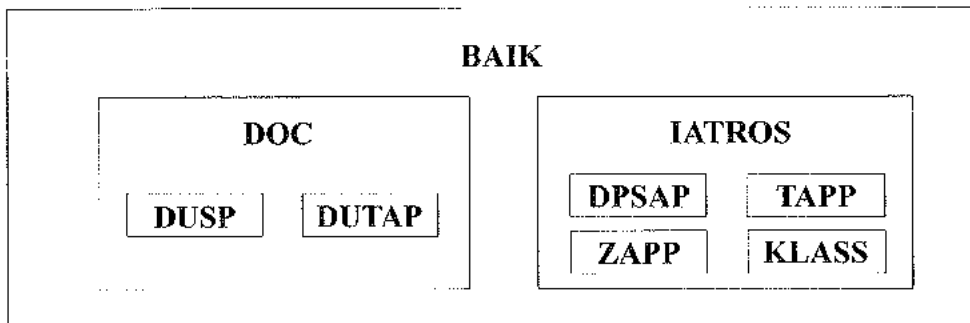 BAIK
DOC
IATROS
DUSP DUTAP
DPSAP TAPP
ZAPP KLASS